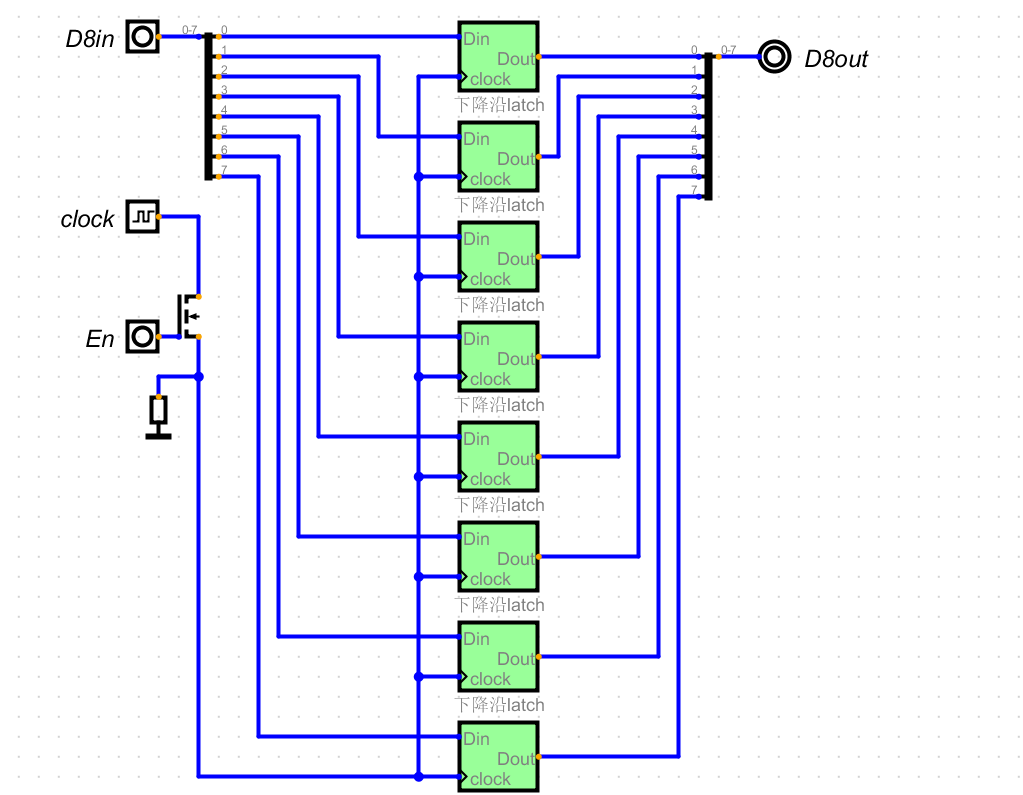 D8in
0-7
0
1
2
3
4
5
6
7
Din
Dout
clock
下降沿latch
Din
Dout
clock
下降沿latch
Din
Dout
clock
下降沿latch
Din
Dout
clock
下降沿latch
Din
Dout
clock
下降沿latch
Din
Dout
clock
下降沿latch
Din
Dout
clock
下降沿latch
Din
Dout
clock
0
1
2
3
4
5
6
7
0-7
D8out
clock
En